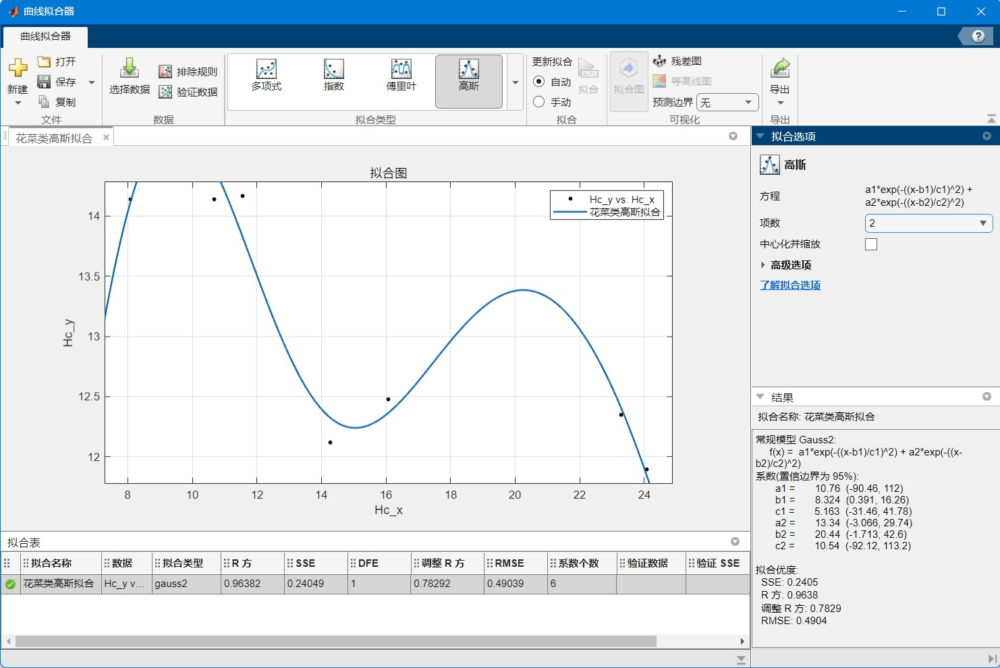 曲线拟合器
曲线拟合器
新建
打开
保存
复制
文件
选择数据
排除规则
验证数据
数据
多项式
指数
傅里叶
高斯
拟合类型
更新拟合
自动
手动
AUTO
拟合
拟合
拟合图
残差图
等高线图
预测边界 无
可视化
导出
导出
花菜类高斯拟合
拟合图
Hc_y vs. Hc_x
花菜类高斯拟合
14
13.5
13
12.5
12
Hc_y
8 10 12 14 16 18 20 22 24
Hc_x
拟合表
拟合名称 数据 拟合类型 R 方 SSE DFE 调整 R 方 RMSE 系数个数 验证数据 验证 SSE
花菜类高斯拟合 Hc_y v... gauss2 0.96382 0.24049 1 0.78292 0.49039 6
拟合选项
高斯
方程 a1*exp(-((x-b1)/c1)^2) +
a2*exp(-((x-b2)/c2)^2)
项数 2
中心化并缩放
高级选项
了解拟合选项
结果
拟合名称: 花菜类高斯拟合
常规模型 Gauss2:
f(x) = a1*exp(-((x-b1)/c1)^2) + a2*exp(-((x-
b2)/c2)^2)
系数(置信边界为 95%):
a1 = 10.76 (-90.46, 112)
b1 = 8.324 (0.391, 16.26)
c1 = 5.163 (-31.46, 41.78)
a2 = 13.34 (-3.066, 29.74)
b2 = 20.44 (-1.713, 42.6)
c2 = 10.54 (-92.12, 113.2)
拟合优度:
SSE: 0.2405
R 方: 0.9638
调整 R 方: 0.7829
RMSE: 0.4904